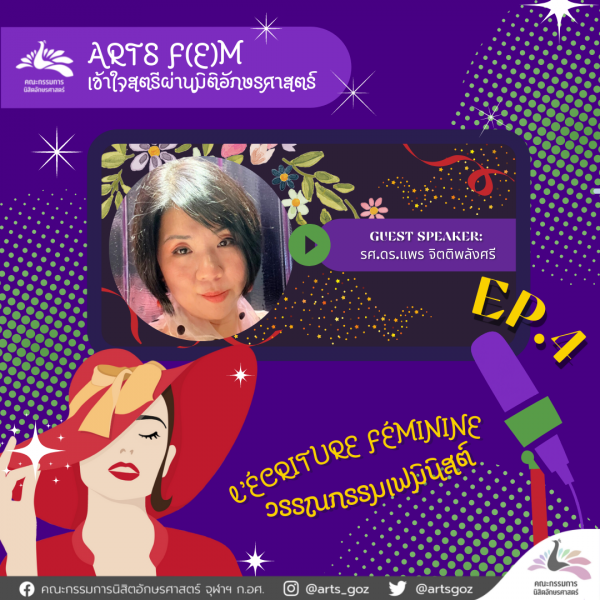 คณะกรรมการ
นิสิตอักษรศาสตร์
ARTS F(E)M
เข้าใจสตรีผ่านมิติอักษรศาสตร์
GUEST SPEAKER:
รศ.ดร.แพร จิตติพลังศรี
EP.4
L'ÉCRITURE FÉMININE
วรรณกรรมเฟมินิสต์
คณะกรรมการนิสิตอักษรศาสตร์ จุฬาฯ ก.อศ.
@arts_goz
@artsgoz
คณะกรรมการ
นิสิตอักษรศาสตร์